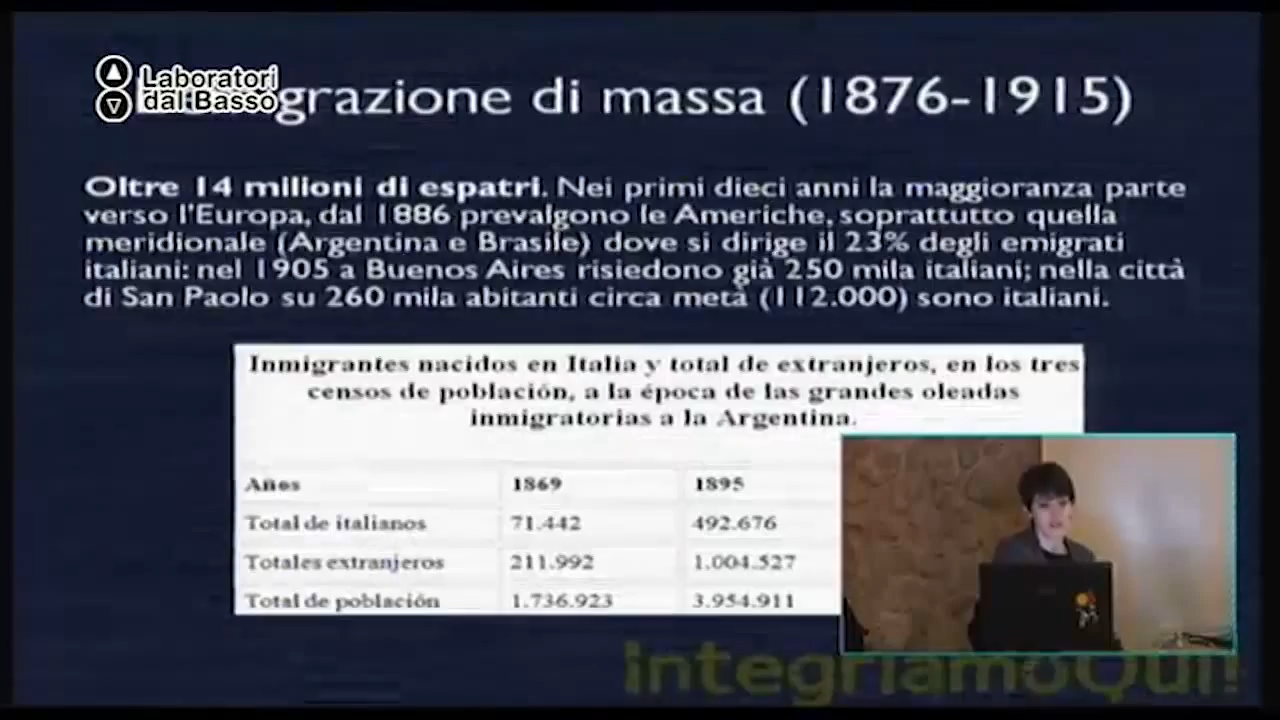 Laboratori
dal Basso
grazione di massa (1876-1915)
Oltre 14 milioni di espatri. Nei primi dieci anni la maggioranza parte
verso l'Europa, dal 1886 prevalgono le Americhe, soprattutto quella
meridionale (Argentina e Brasile) dove si dirige il 23% degli emigrati
italiani: nel 1905 a Buenos Aires risiedono già 250 mila italiani; nella città
di San Paolo su 260 mila abitanti circa metà (112.000) sono italiani.
Inmigrantes nacidos en Italia y total de extranjeros, en los tres
censos de población, a la época de las grandes oleadas
inmigratorias a la Argentina.
Años 1869 1895
Total de italianos 71.442 492.676
Totales extranjeros 211.992 1.004.527
Total de población 1.736.923 3.954.911
integriamoQui!